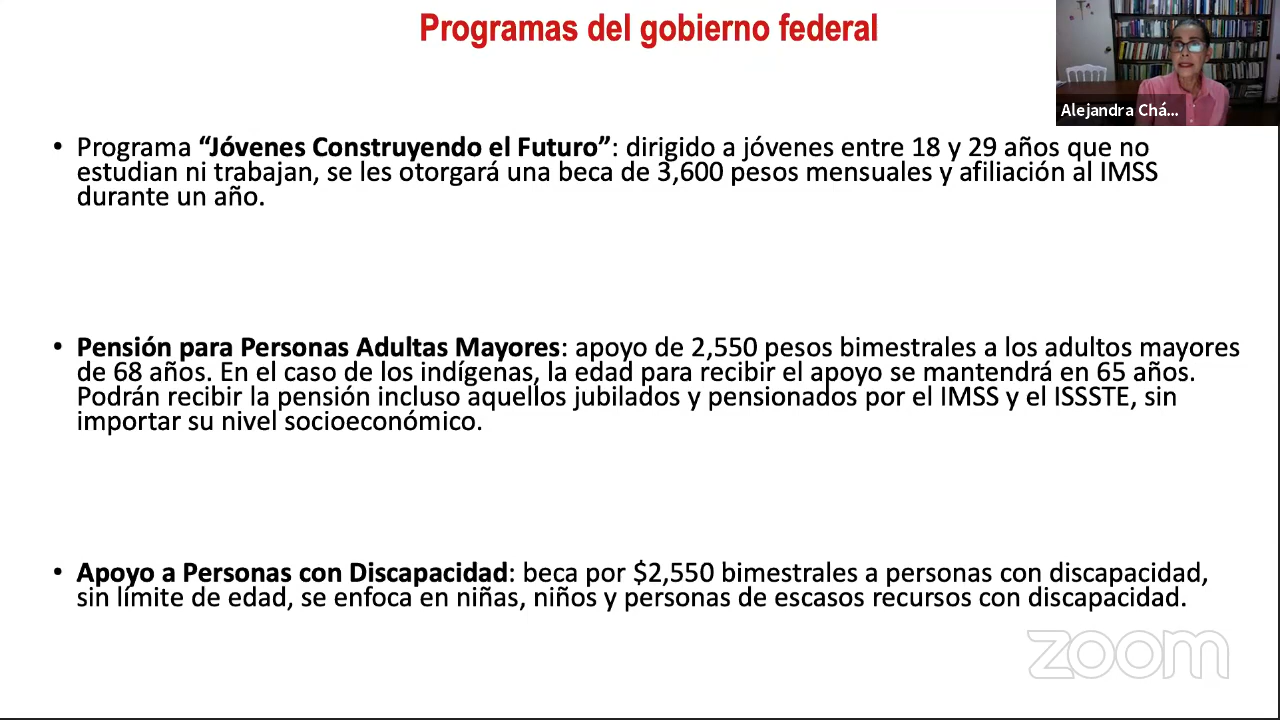 Programas del gobierno federal
Alejandra Chá...
• Programa “Jóvenes Construyendo el Futuro”: dirigido a jóvenes entre 18 y 29 años que no
estudian ni trabajan, se les otorgará una beca de 3,600 pesos mensuales y afiliación al IMSS
durante un año.
• Pensión para Personas Adultas Mayores: apoyo de 2,550 pesos bimestrales a los adultos mayores
de 68 años. En el caso de los indígenas, la edad para recibir el apoyo se mantendrá en 65 años.
Podrán recibir la pensión incluso aquellos jubilados y pensionados por el IMSS y el ISSSTE, sin
importar su nivel socioeconómico.
• Apoyo a Personas con Discapacidad: beca por $2,550 bimestrales a personas con discapacidad,
sin límite de edad, se enfoca en niñas, niños y personas de escasos recursos con discapacidad.
zoom